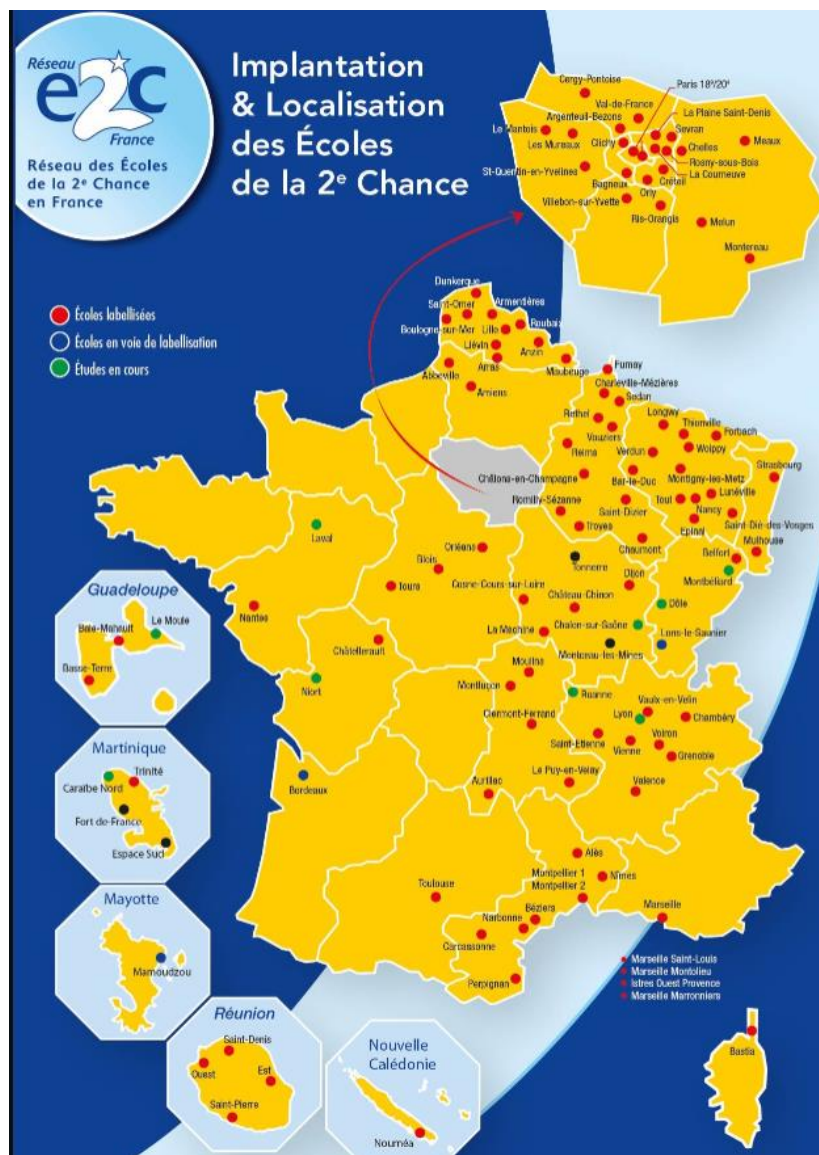 Réseau
e2c
France
Réseau des Écoles
de la 2e Chance
en France
Implantation
& Localisation
des Écoles
de la 2e Chance
Écoles labellisées
Écoles en voie de labellisation
Études en cours
Paris 18e/20e
Cergy-Pontoise
Val-de-France
La Plaine Saint-Denis
Argenteuil-Bezons
Sevran
Le Mantois
Meaux
Les Mureaux
Clichy
Chelles
Rosny-sous-Bois
St-Quentin-en-Yvelines
La Courneuve
Bagneux
Créteil
Orly
Villebon-sur-Yvette
Ris-Orangis
Melun
Montereau
Dunkerque
Saint-Omer
Armentières
Boulogne-sur-Mer
Lille
Roubaix
Liévin
Anzin
Arras
Maubeuge
Abbeville
Amiens
Fumay
Charleville-Mézières
Sedan
Rethel
Longwy
Thionville
Vouziers
Forbach
Reims
Verdun
Woippy
Strasbourg
Châlons-en-Champagne
Bar-le-Duc
Montigny-les-Metz
Romilly-Sézanne
Toul
Lunéville
Saint-Dizier
Nancy
Troyes
Epinal
Saint-Dié-des-Vosges
Mulhouse
Chaumont
Belfort
Laval
Orléans
Tonnerre
Montbéliard
Blois
Dijon
Tours
Cosne-Cours-sur-Loire
Château-Chinon
Dôle
Nantes
Chalon-sur-Saône
La Machine
Lons-le-Saunier
Châtellerault
Montceau-les-Mines
Moulins
Niort
Montluçon
Roanne
Vaulx-en-Velin
Lyon
Clermont-Ferrand
Chambéry
Saint-Etienne
Voiron
Vienne
Grenoble
Bordeaux
Le Puy-en-Velay
Aurillac
Valence
Alès
Montpellier 1
Montpellier 2
Nîmes
Toulouse
Béziers
Narbonne
Marseille
Carcassonne
Perpignan
Marseille Saint-Louis
Marseille Montolieu
Istres Ouest Provence
Marseille Marronniers
Bastia
Guadeloupe
Baie-Mahault
Le Moule
Basse-Terre
Martinique
Trinité
Caraïbe Nord
Fort de-France
Espace Sud
Mayotte
Mamoudzou
Réunion
Saint-Denis
Ouest
Est
Saint-Pierre
Nouvelle
Calédonie
Nouméa